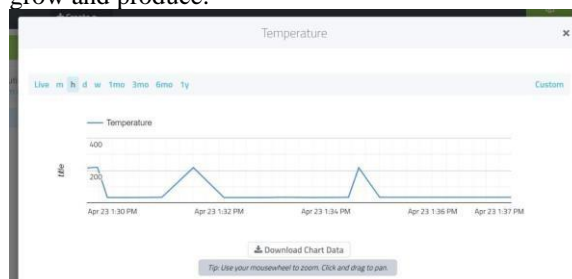 grow and produce.
Temperature
×
Live m h d w 1mo 3mo 6mo 1y
Custom
Temperature
400
title
200
Apr 23 1:30 PM Apr 23 1:32 PM Apr 23 1:34 PM Apr 23 1:36 PM Apr 23 1:37 PM
Download Chart Data
Tip: Use your mousewheel to zoom. Click and drag to pan.